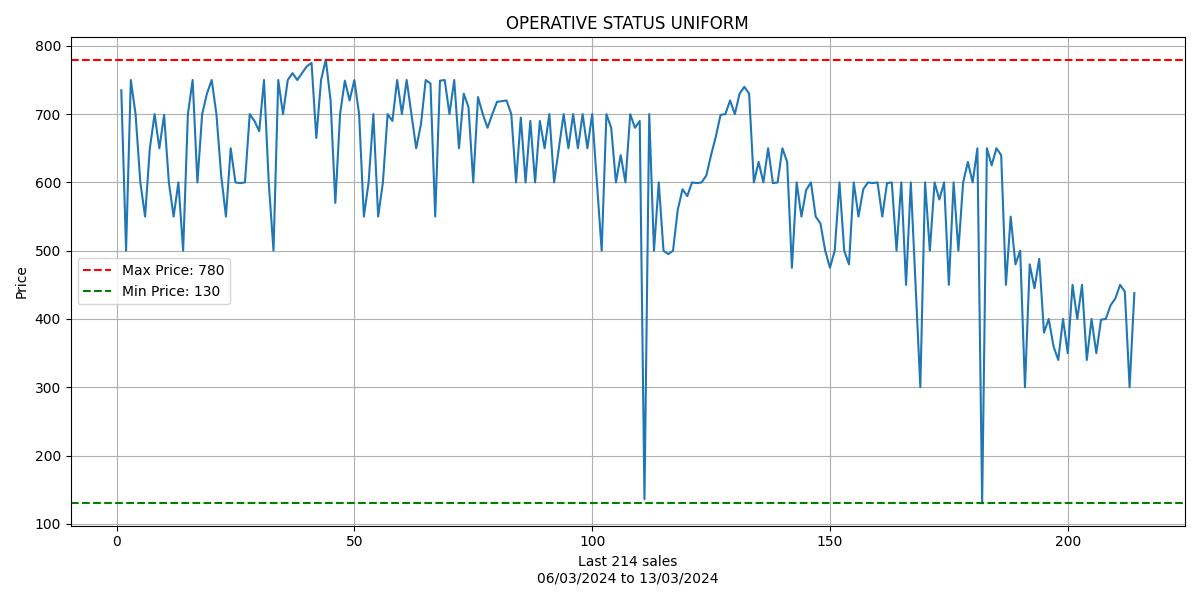 OPERATIVE STATUS UNIFORM
800
700
600
500
400
300
200
100
Price
Max Price: 780
Min Price: 130
0 50 100 150 200
Last 214 sales
06/03/2024 to 13/03/2024